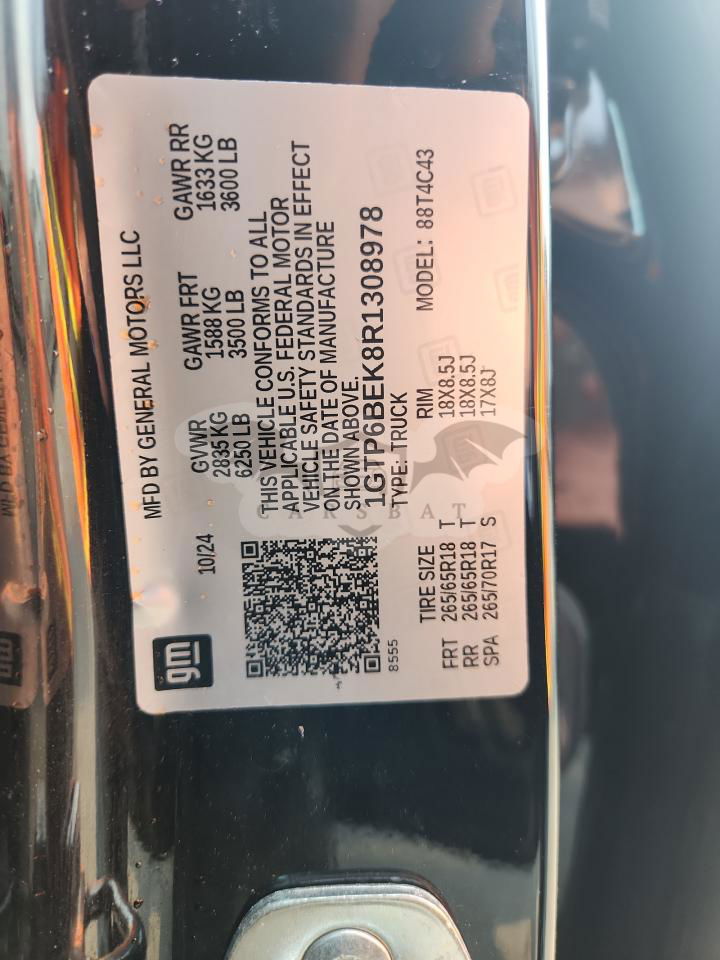 MFD BY GENERAL MOTORS LLC
gm
10/24
GVWR GAWR FRT GAWR RR
2835 KG 1588 KG 1633 KG
6250 LB 3500 LB 3600 LB
THIS VEHICLE CONFORMS TO ALL
APPLICABLE U.S. FEDERAL MOTOR
VEHICLE SAFETY STANDARDS IN EFFECT
ON THE DATE OF MANUFACTURE
SHOWN ABOVE.
1GTP6BEK8R1308978
TYPE: TRUCK
MODEL: 88T4C43
8555
TIRE SIZE RIM
FRT 265/65R18 T 18X8.5J
RR 265/65R18 T 18X8.5J
SPA 265/70R17 S 17X8J
CARSBAT